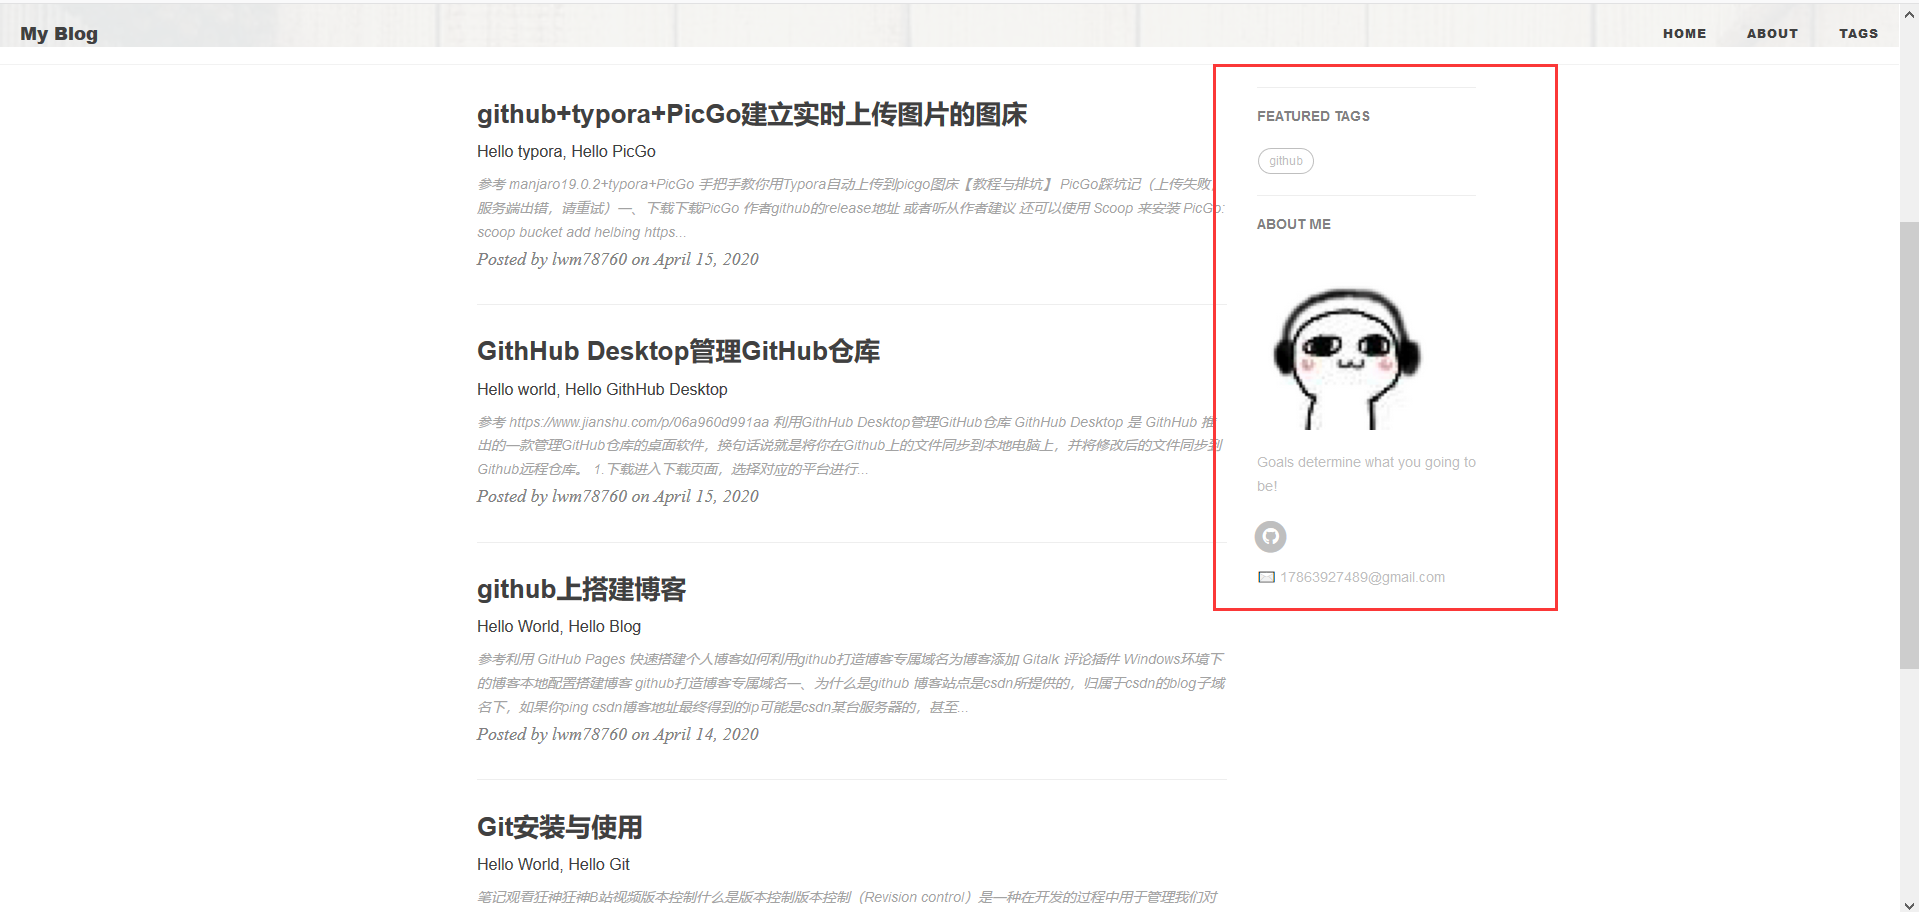 My Blog
HOME
ABOUT
TAGS
github+typora+PicGo建立实时上传图片的图床
Hello typora, Hello PicGo
参考 manjaro19.0.2+typora+PicGo 手把手教你用Typora自动上传到picgo图床【教程与排坑】 PicGo踩坑记（上传失败，
服务端出错，请重试）一、下载下载PicGo 作者github的release地址 或者听从作者建议 还可以使用 Scoop 来安装 PicGo:
scoop bucket add helbing https...
Posted by lwm78760 on April 15, 2020
GithHub Desktop管理GitHub仓库
Hello world, Hello GithHub Desktop
参考 https://www.jianshu.com/p/06a960d991aa 利用GithHub Desktop管理GitHub仓库 GithHub Desktop 是 GithHub 推
出的一款管理GitHub仓库的桌面软件，换句话说就是将你在Github上的文件同步到本地电脑上，并将修改后的文件同步到
Github远程仓库。 1.下载进入下载页面，选择对应的平台进行...
Posted by lwm78760 on April 15, 2020
github上搭建博客
Hello World, Hello Blog
参考利用 GitHub Pages 快速搭建个人博客如何利用github打造博客专属域名为博客添加 Gitalk 评论插件 Windows环境下
的博客本地配置搭建博客 github打造博客专属域名一、为什么是github 博客站点是csdn所提供的，归属于csdn的blog子域
名下，如果你ping csdn博客地址最终得到的ip可能是csdn某台服务器的，甚至...
Posted by lwm78760 on April 14, 2020
Git安装与使用
Hello World, Hello Git
笔记观看狂神狂神B站视频版本控制什么是版本控制版本控制（Revision control）是一种在开发的过程中用于管理我们对
FEATURED TAGS
github
ABOUT ME
Goals determine what you going to
be!
17863927489@gmail.com